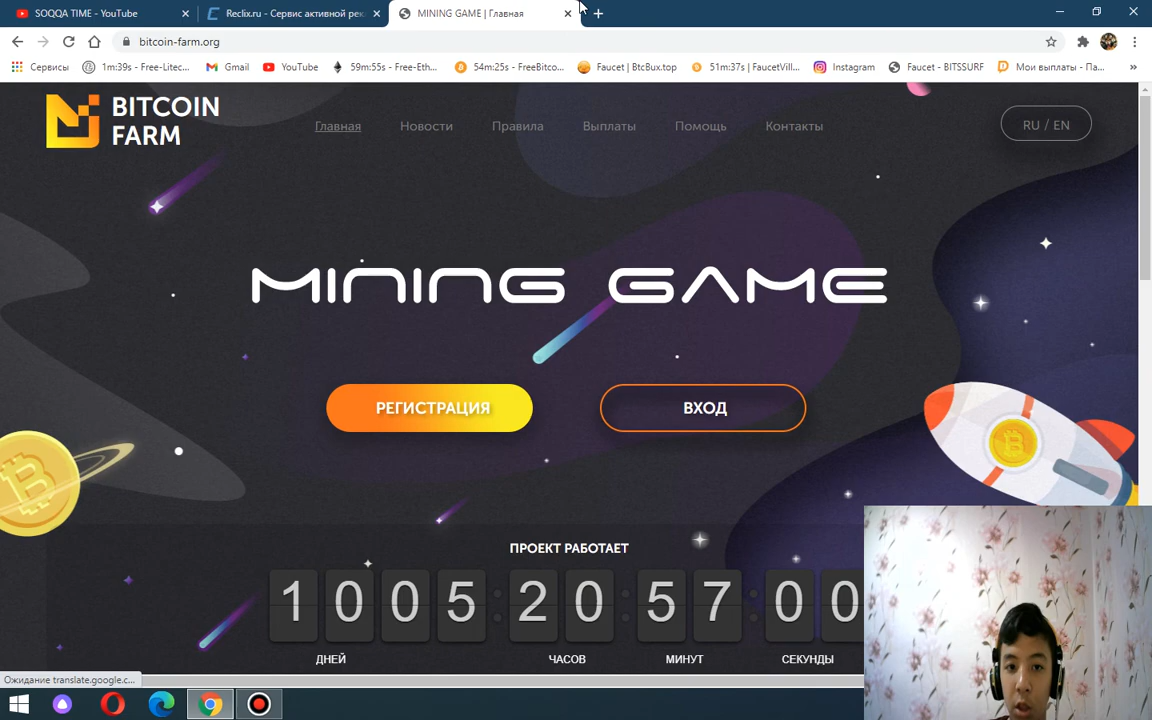 SOQQA TIME - YouTube
Reclix.ru - Сервис активной рек
MINING GAME | Главная
bitcoin-farm.org
Сервисы
1m:39s - Free-Litec...
Gmail
YouTube
59m:55s - Free-Eth...
54m:25s - FreeBitco...
Faucet | BtcBux.top
51m:37s | FaucetVill...
Instagram
Faucet - BITSSURF
Мои выплаты - Па...
»
BITCOIN
FARM
Главная
Новости
Правила
Выплаты
Помощь
Контакты
RU / EN
MINING GAME
РЕГИСТРАЦИЯ
ВХОД
ПРОЕКТ РАБОТАЕТ
1005 : 20 : 57 : 00
ДНЕЙ
ЧАСОВ
МИНУТ
СЕКУНДЫ
Ожидание translate.google.c...